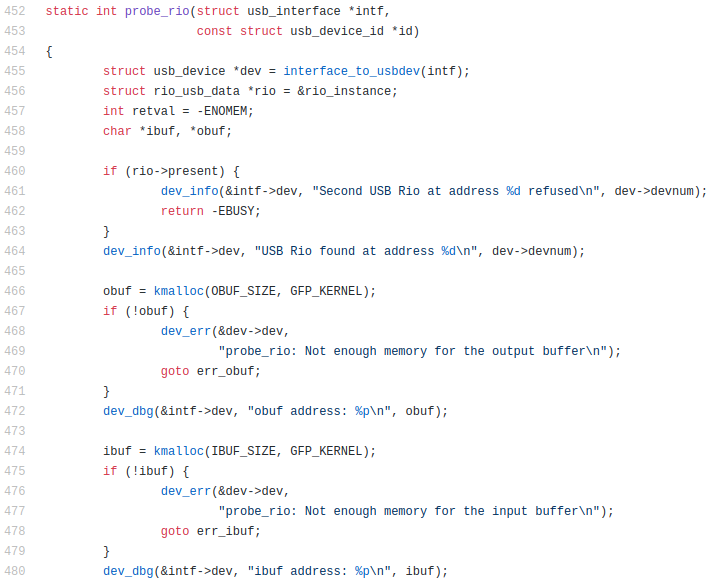 452 static int probe_rio(struct usb_interface *intf,
453                      const struct usb_device_id *id)
454 {
455         struct usb_device *dev = interface_to_usbdev(intf);
456         struct rio_usb_data *rio = &rio_instance;
457         int retval = -ENOMEM;
458         char *ibuf, *obuf;
459
460         if (rio->present) {
461                 dev_info(&intf->dev, "Second USB Rio at address %d refused\n", dev->devnum);
462                 return -EBUSY;
463         }
464         dev_info(&intf->dev, "USB Rio found at address %d\n", dev->devnum);
465
466         obuf = kmalloc(OBUF_SIZE, GFP_KERNEL);
467         if (!obuf) {
468                 dev_err(&dev->dev,
469                         "probe_rio: Not enough memory for the output buffer\n");
470                 goto err_obuf;
471         }
472         dev_dbg(&intf->dev, "obuf address: %p\n", obuf);
473
474         ibuf = kmalloc(IBUF_SIZE, GFP_KERNEL);
475         if (!ibuf) {
476                 dev_err(&dev->dev,
477                         "probe_rio: Not enough memory for the input buffer\n");
478                 goto err_ibuf;
479         }
480         dev_dbg(&intf->dev, "ibuf address: %p\n", ibuf);